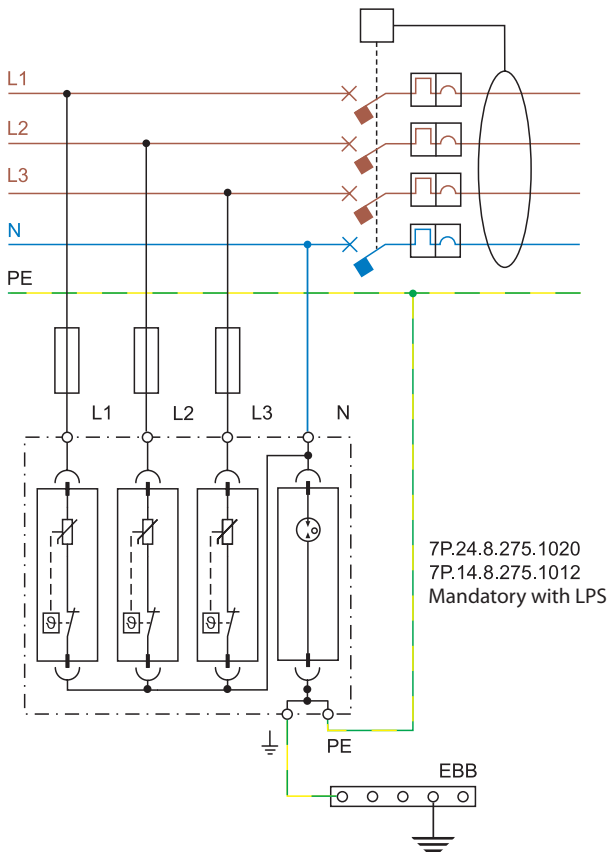 L1
L2
L3
N
PE
L1
L2
L3
N
ϑ
ϑ
ϑ
7P.24.8.275.1020
7P.14.8.275.1012
Mandatory with LPS
PE
EBB